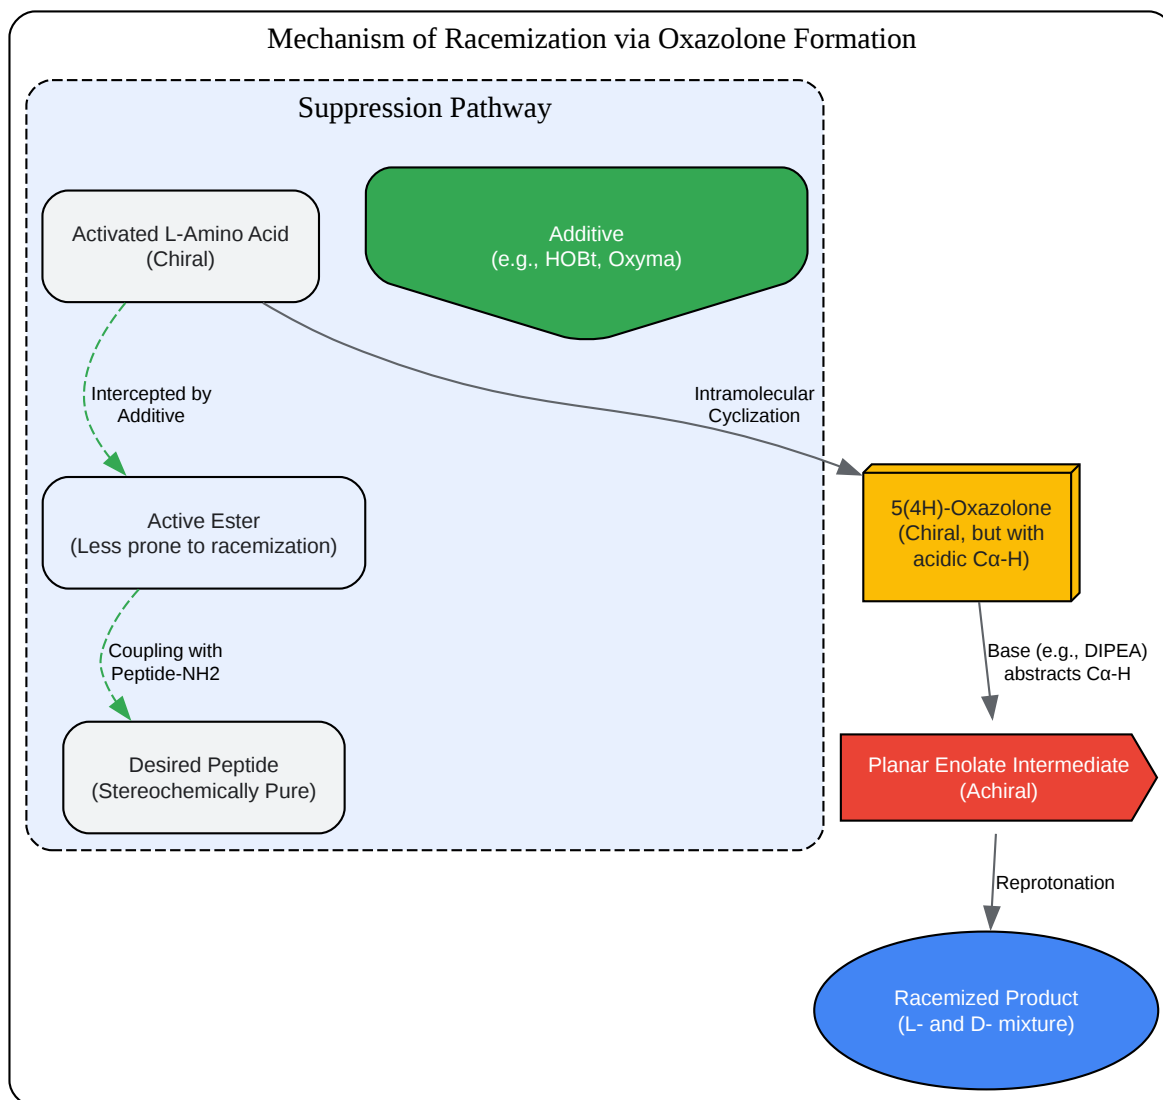 Mechanism of Racemization via Oxazolone Formation
Suppression Pathway
Activated L-Amino Acid
(Chiral)
Additive
(e.g., HOBt, Oxyma)
Intercepted by
Additive
Intramolecular
Cyclization
Active Ester
(Less prone to racemization)
5(4H)-Oxazolone
(Chiral, but with
acidic Cα-H)
Coupling with
Peptide-NH2
Base (e.g., DIPEA)
abstracts Cα-H
Desired Peptide
(Stereochemically Pure)
Planar Enolate Intermediate
(Achiral)
Reprotonation
Racemized Product
(L- and D- mixture)